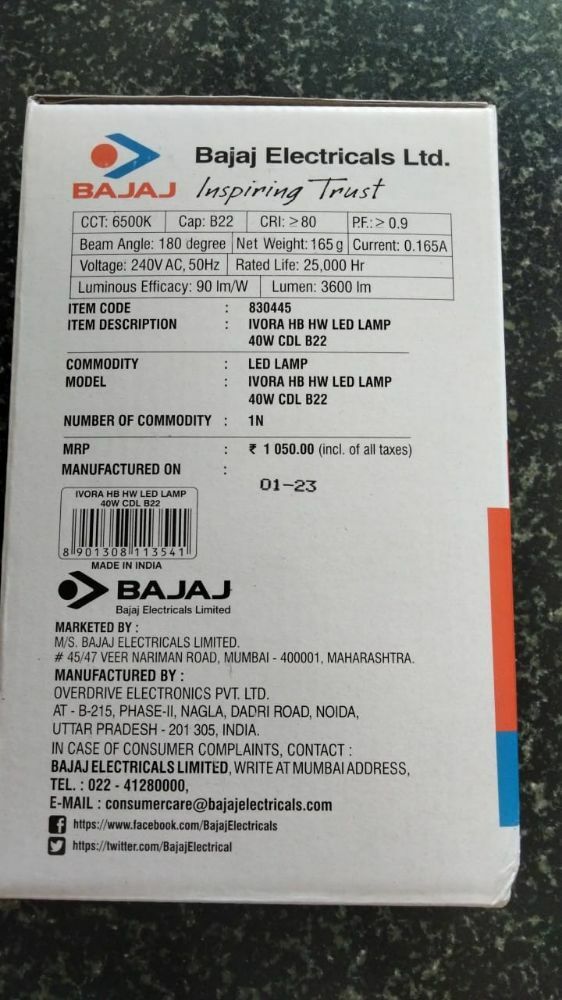 BAJAJ
Bajaj Electricals Ltd.
Inspiring Trust
CCT: 6500K Cap: B22 CRI: ≥ 80 P.F.: ≥ 0.9
Beam Angle: 180 degree Net Weight: 165 g Current: 0.165A
Voltage: 240V AC, 50Hz Rated Life: 25,000 Hr
Luminous Efficacy: 90 lm/W Lumen: 3600 lm
ITEM CODE : 830445
ITEM DESCRIPTION : IVORA HB HW LED LAMP
40W CDL B22
COMMODITY : LED LAMP
MODEL : IVORA HB HW LED LAMP
40W CDL B22
NUMBER OF COMMODITY : 1N
MRP : ₹ 1 050.00 (incl. of all taxes)
MANUFACTURED ON :
01-23
IVORA HB HW LED LAMP
40W CDL B22
8 901308 113541
MADE IN INDIA
BAJAJ
Bajaj Electricals Limited
MARKETED BY :
M/S. BAJAJ ELECTRICALS LIMITED.
# 45/47 VEER NARIMAN ROAD, MUMBAI - 400001, MAHARASHTRA.
MANUFACTURED BY :
OVERDRIVE ELECTRONICS PVT. LTD.
AT - B-215, PHASE-II, NAGLA, DADRI ROAD, NOIDA,
UTTAR PRADESH - 201 305, INDIA.
IN CASE OF CONSUMER COMPLAINTS, CONTACT :
BAJAJ ELECTRICALS LIMITED, WRITE AT MUMBAI ADDRESS,
TEL. : 022 - 41280000,
E-MAIL : consumercare@bajajelectricals.com
https://www.facebook.com/BajajElectricals
https://twitter.com/BajajElectrical